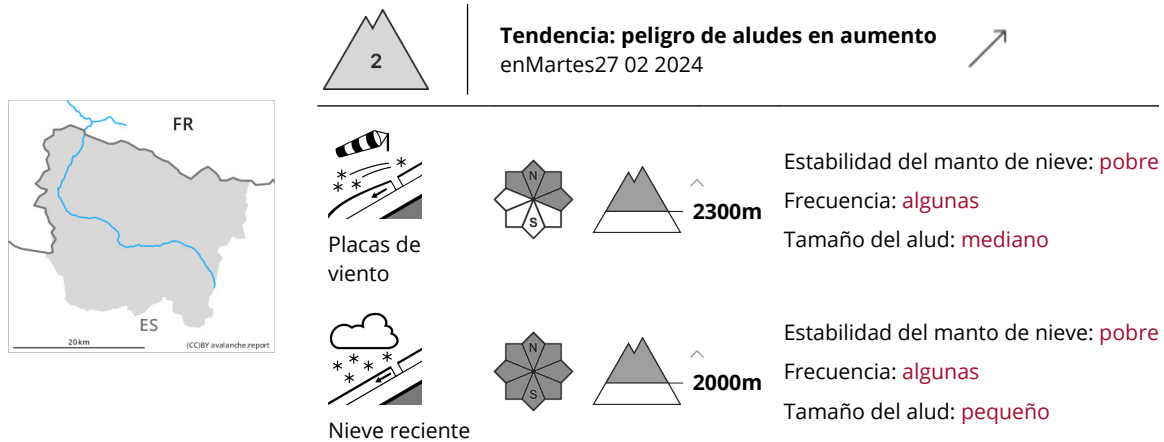 2
Tendencia: peligro de aludes en aumento
enMartes27 02 2024
FR
ES
20 km
(CC)BY avalanche.report
N
S
2300m
Placas de
viento
Estabilidad del manto de nieve: pobre
Frecuencia: algunas
Tamaño del alud: mediano
N
S
2000m
Nieve reciente
Estabilidad del manto de nieve: pobre
Frecuencia: algunas
Tamaño del alud: pequeño